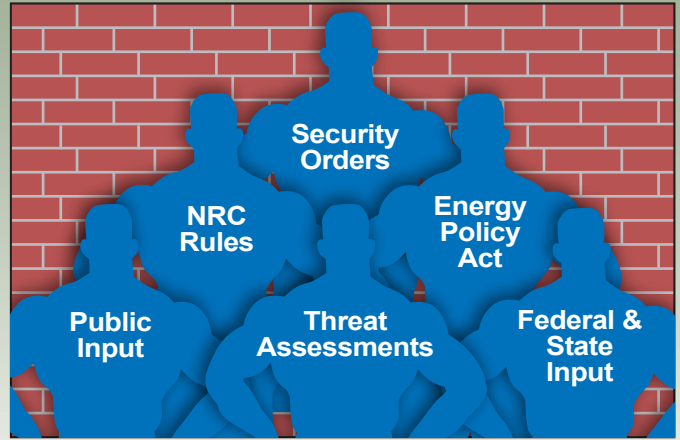 Security
Orders
NRC
Rules
Energy
Policy
Act
Public
Input
Threat
Assessments
Federal &
State
Input